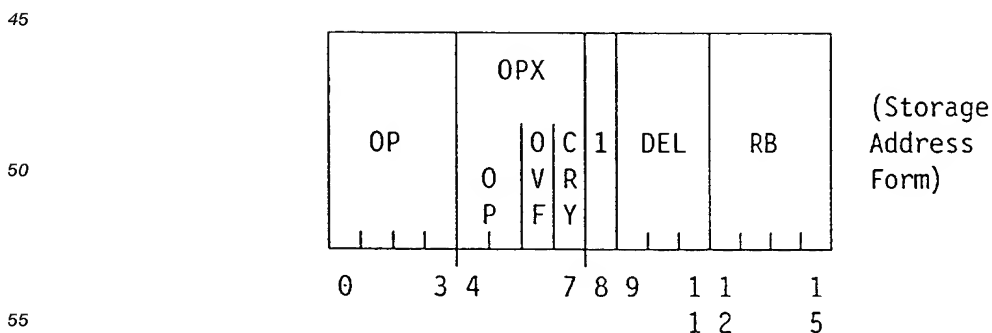 45
OPX
(Storage
OP O C 1 DEL RB Address
50 O V R Form)
P F Y
0 3 4 7 8 9 1 1 1
55 1 2 5